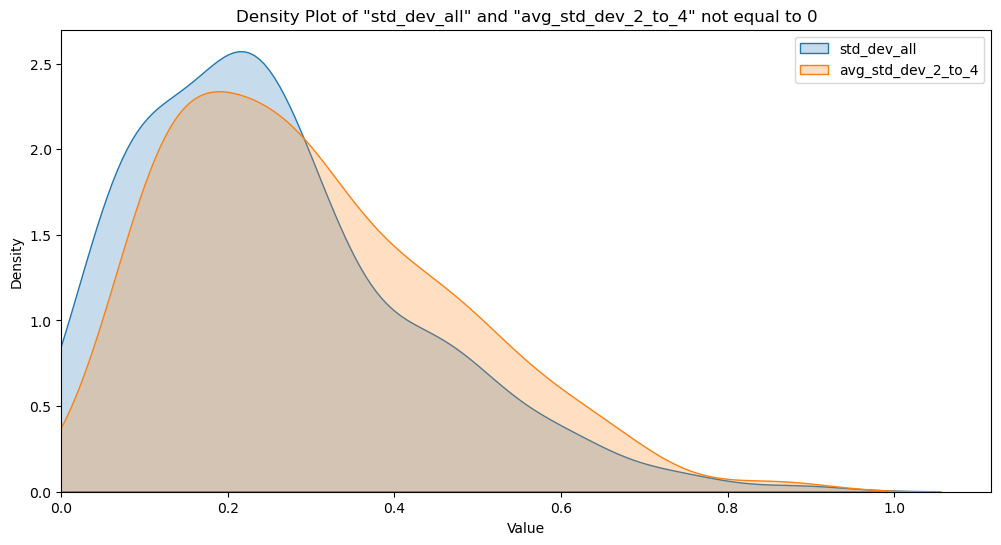 Density Plot of "std_dev_all" and "avg_std_dev_2_to_4" not equal to 0
std_dev_all
avg_std_dev_2_to_4
Density
2.5
2.0
1.5
1.0
0.5
0.0
0.0 0.2 0.4 0.6 0.8 1.0
Value